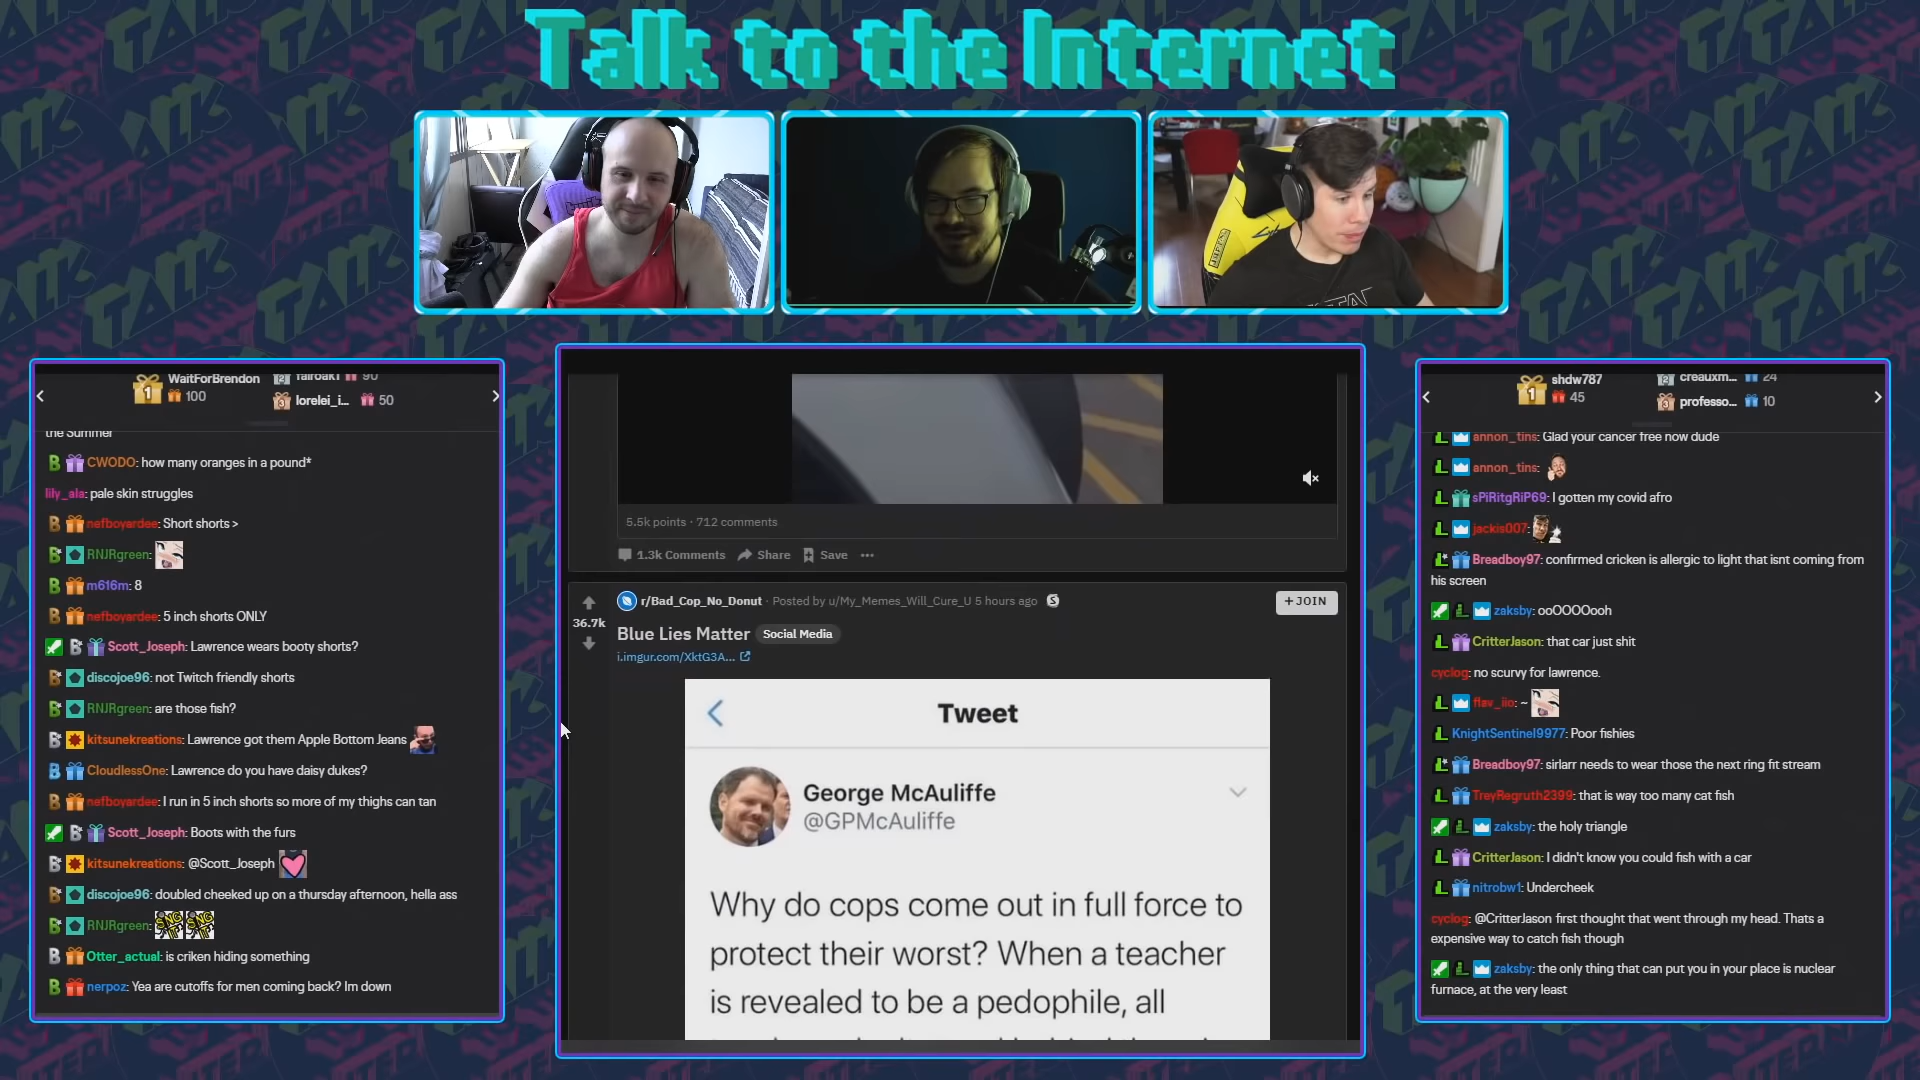 Talk to the Internet
WaitForBrendon
100
fairoak1 90
lorelei_i... 50
the Summer
CWODO: how many oranges in a pound*
lily_ala: pale skin struggles
nefboyardee: Short shorts >
RNJRgreen:
m616m: 8
nefboyardee: 5 inch shorts ONLY
Scott_Joseph: Lawrence wears booty shorts?
discojoe96: not Twitch friendly shorts
RNJRgreen: are those fish?
kitsunekreations: Lawrence got them Apple Bottom Jeans
CloudlessOne: Lawrence do you have daisy dukes?
nefboyardee: I run in 5 inch shorts so more of my thighs can tan
Scott_Joseph: Boots with the furs
kitsunekreations: @Scott_Joseph
discojoe96: doubled cheeked up on a thursday afternoon, hella ass
RNJRgreen:
Otter_actual: is criken hiding something
nerpoz: Yea are cutoffs for men coming back? Im down
5.5k points · 712 comments
1.3k Comments Share Save
r/Bad_Cop_No_Donut · Posted by u/My_Memes_Will_Cure_U 5 hours ago
+ JOIN
36.7k
Blue Lies Matter Social Media
i.imgur.com/XktG3A...
Tweet
George McAuliffe
@GPMcAuliffe
Why do cops come out in full force to
protect their worst? When a teacher
is revealed to be a pedophile, all
shdw787
45
creauxm... 24
professo... 10
annon_tins: Glad your cancer free now dude
annon_tins:
sPiRitgRiP69: I gotten my covid afro
jackis007:
Breadboy97: confirmed cricken is allergic to light that isnt coming from
his screen
zaksby: ooOOOOooh
CritterJason: that car just shit
cyclog: no scurvy for lawrence.
flav_iio: ~
KnightSentinel9977: Poor fishies
Breadboy97: sirlarr needs to wear those the next ring fit stream
TreyRegruth2399: that is way too many cat fish
zaksby: the holy triangle
CritterJason: I didn't know you could fish with a car
nitrobw1: Undercheek
cyclog: @CritterJason first thought that went through my head. Thats a
expensive way to catch fish though
zaksby: the only thing that can put you in your place is nuclear
furnace, at the very least